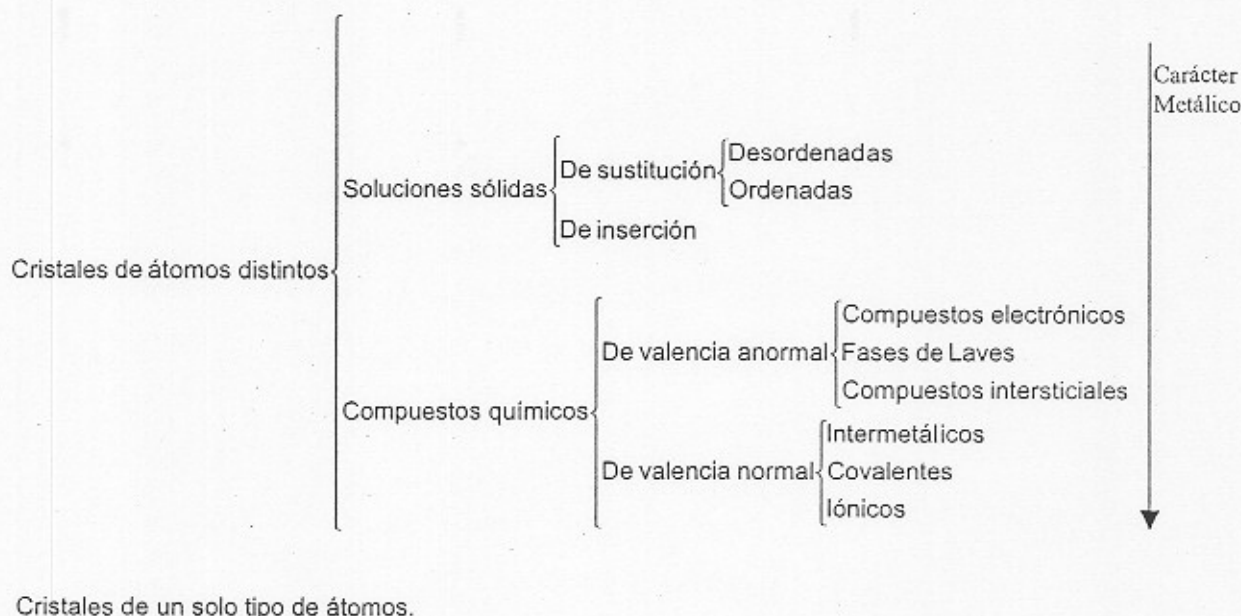 Carácter
Metálico
Desordenadas
De sustitución
Soluciones sólidas
Ordenadas
De inserción
Cristales de átomos distintos
Compuestos electrónicos
De valencia anormal
Fases de Laves
Compuestos intersticiales
Compuestos químicos
Intermetálicos
De valencia normal
Covalentes
Iónicos
Cristales de un solo tipo de átomos.